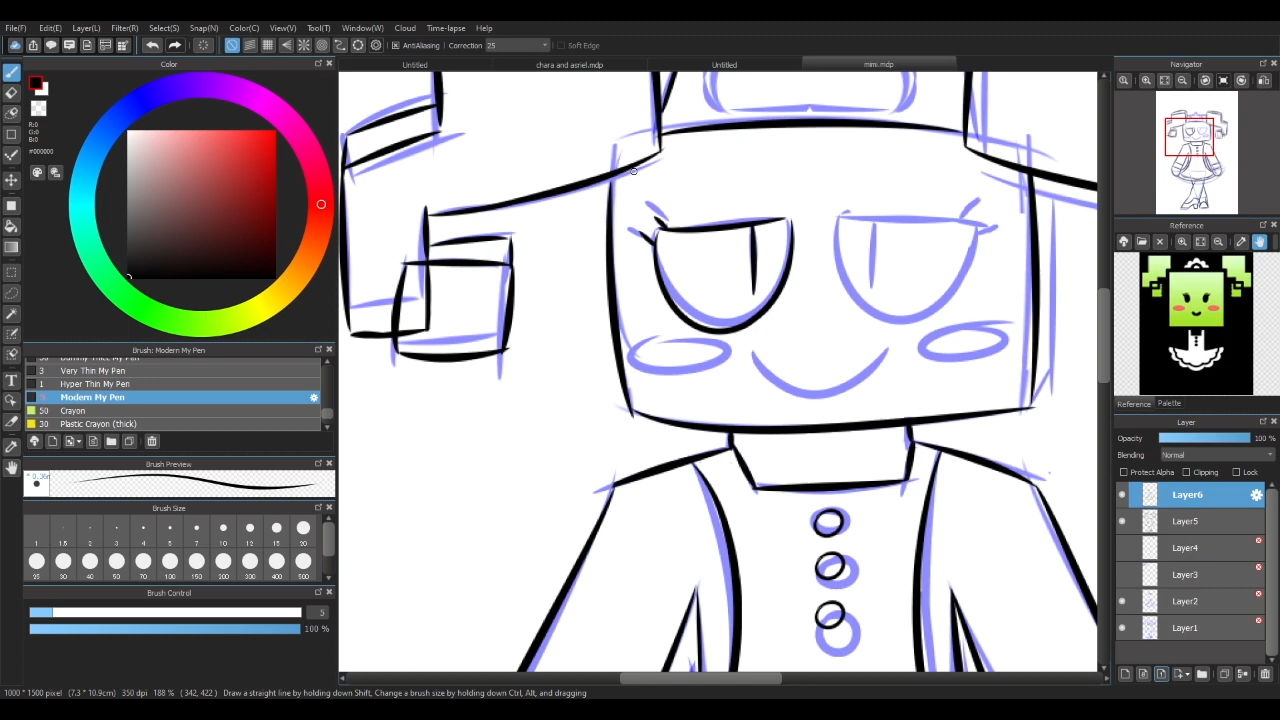 File(F) Edit(E) Layer(L) Filter(R) Select(S) Snap(N) Color(C) View(V) Tool(T) Window(W) Cloud Time-lapse Help
AntiAliasing Correction 25 Soft Edge
Color
Untitled chara and asriel.mdp Untitled mimi.mdp
Navigator
R:0
G:0
B:0
#000000
Reference
Brush: Modern My Pen
3 Very Thin My Pen
1 Hyper Thin My Pen
Modern My Pen
50 Crayon
30 Plastic Crayon (thick)
Reference Palette
Layer
Opacity 100 %
Blending Normal
Protect Alpha Clipping Lock
Brush Preview
Layer6
Brush Size
Layer5
1 1.5 2 3 4 5 7 10 12 15 20
Layer4
25 30 40 50 70 100 150 200 300 400 500
Layer3
Brush Control
Layer2
5
100 %
Layer1
1000 * 1500 pixel (7.3 * 10.9cm) 350 dpi 188 % ( 342, 422 ) Draw a straight line by holding down Shift, Change a brush size by holding down Ctrl, Alt, and dragging